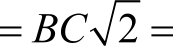 = BC√2 =